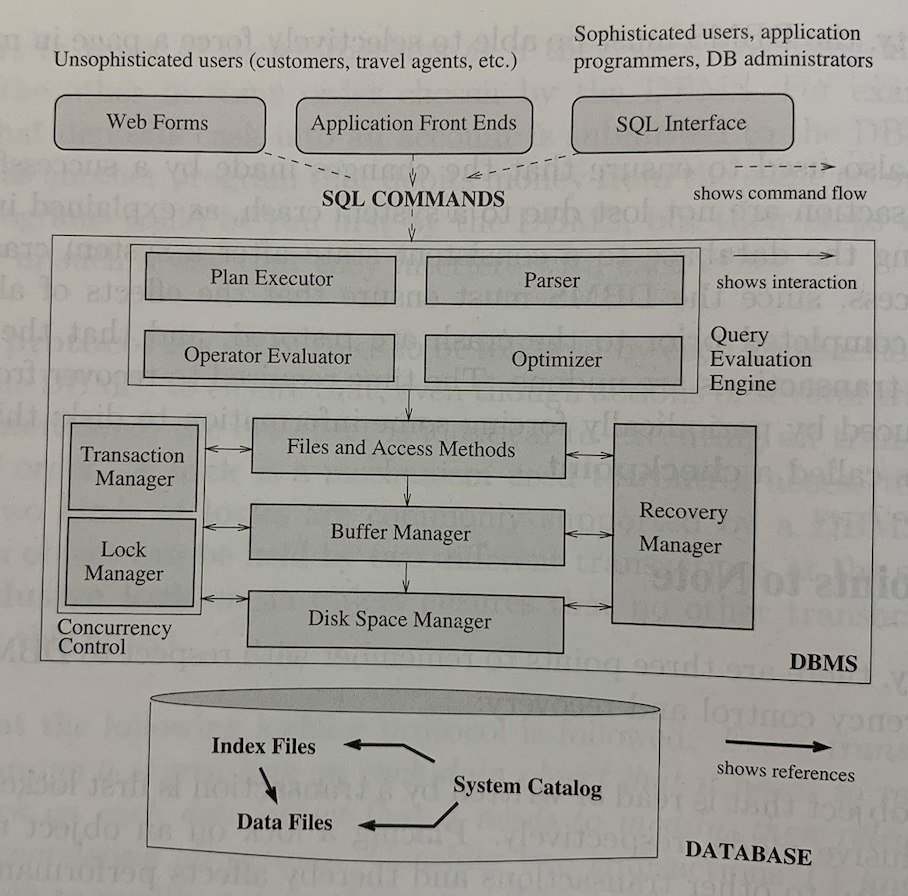 Unsophisticated users (customers, travel agents, etc.)
Sophisticated users, application
programmers, DB administrators
Web Forms
Application Front Ends
SQL Interface
SQL COMMANDS
shows command flow
Plan Executor
Parser
shows interaction
Operator Evaluator
Optimizer
Query
Evaluation
Engine
Transaction
Manager
Files and Access Methods
Recovery
Manager
Buffer Manager
Lock
Manager
Disk Space Manager
Concurrency
Control
DBMS
Index Files
System Catalog
Data Files
shows references
DATABASE